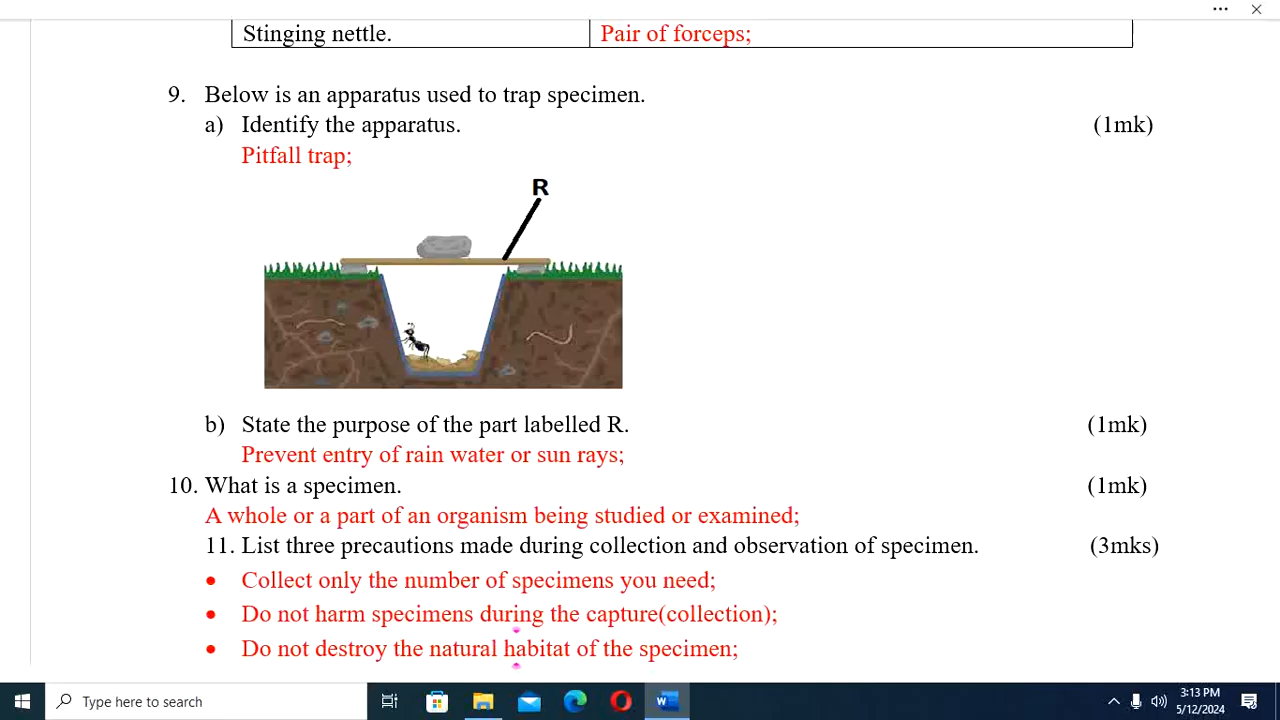 Stinging nettle. Pair of forceps;
9. Below is an apparatus used to trap specimen.
a) Identify the apparatus. (1mk)
Pitfall trap;
R
b) State the purpose of the part labelled R. (1mk)
Prevent entry of rain water or sun rays;
10. What is a specimen. (1mk)
A whole or a part of an organism being studied or examined;
11. List three precautions made during collection and observation of specimen. (3mks)
• Collect only the number of specimens you need;
• Do not harm specimens during the capture(collection);
• Do not destroy the natural habitat of the specimen;
Type here to search
W
3:13 PM
5/12/2024